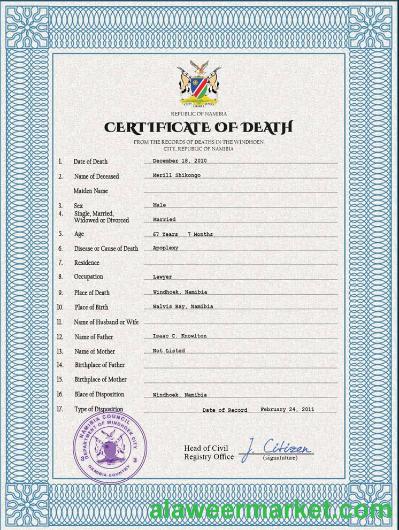 REPUBLIC OF NAMIBIA
CERTIFICATE OF DEATH
FROM THE RECORDS OF DEATHS IN THE WINDHOEN
CITY, REPUBLIC OF NAMIBIA
1. Date of Death December 18, 2010
2. Name of Deceased Merill Shikongo
Maiden Name
3. Sex Male
4. Single, Married,
Widowed or Divorced Married
5. Age 67 Years 7 Months
6. Disease or Cause of Death Apoplexy
7. Residence
8. Occupation Lawyer
9. Place of Death Windhoek, Namibia
10. Place of Birth Walvis Bay, Namibia
11. Name of Husband or Wife
12. Name of Father Isaac C. Knowlton
13. Name of Mother Not Listed
14. Birthplace of Father
15. Birthplace of Mother
16. Place of Disposition Windhoek, Namibia
17. Type of Disposition Date of Record February 24, 2011
NAMIBIA COUNCIL
DEPARTMENT OF WINDHOEK CITY
NAMIBIA COUNTRY
Head of Civil
Registry Office J. Citizen
(signature)
alaweermarket.com